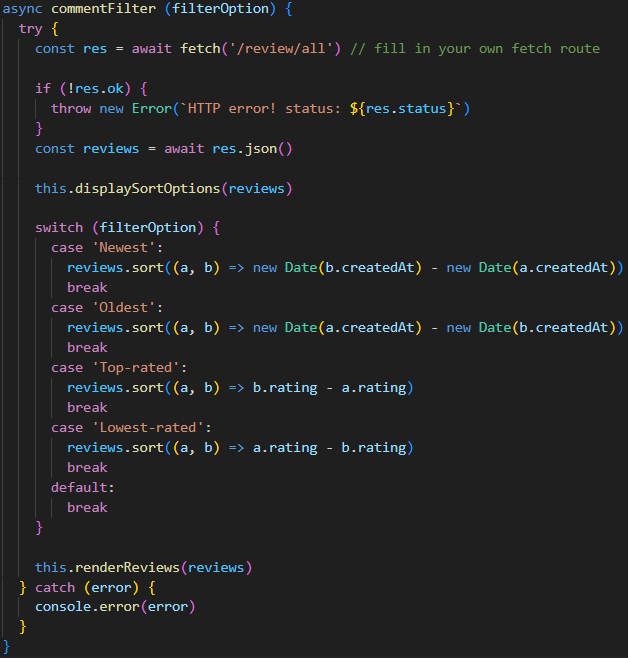 async commentFilter (filterOption) {
  try {
    const res = await fetch('/review/all') // fill in your own fetch route

    if (!res.ok) {
      throw new Error(`HTTP error! status: ${res.status}`)
    }
    const reviews = await res.json()

    this.displaySortOptions(reviews)

    switch (filterOption) {
      case 'Newest':
        reviews.sort((a, b) => new Date(b.createdAt) - new Date(a.createdAt))
        break
      case 'Oldest':
        reviews.sort((a, b) => new Date(a.createdAt) - new Date(b.createdAt))
        break
      case 'Top-rated':
        reviews.sort((a, b) => b.rating - a.rating)
        break
      case 'Lowest-rated':
        reviews.sort((a, b) => a.rating - b.rating)
        break
      default:
        break
    }

    this.renderReviews(reviews)
  } catch (error) {
    console.error(error)
  }
}